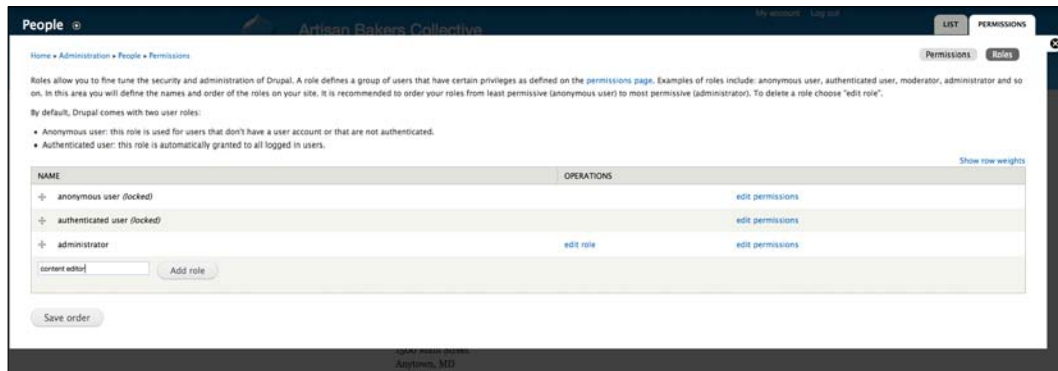 My account Log out
People
Artisan Bakers Collective
LIST PERMISSIONS
Home » Administration » People » Permissions
Permissions Roles
Roles allow you to fine tune the security and administration of Drupal. A role defines a group of users that have certain privileges as defined on the permissions page. Examples of roles include: anonymous user, authenticated user, moderator, administrator and so
on. In this area you will define the names and order of the roles on your site. It is recommended to order your roles from least permissive (anonymous user) to most permissive (administrator). To delete a role choose "edit role".
By default, Drupal comes with two user roles:
• Anonymous user: this role is used for users that don't have a user account or that are not authenticated.
• Authenticated user: this role is automatically granted to all logged in users.
Show row weights
NAME OPERATIONS
anonymous user (locked) edit permissions
authenticated user (locked) edit permissions
administrator edit role edit permissions
content editor Add role
Save order
1500 Main Street
Anytown, MD